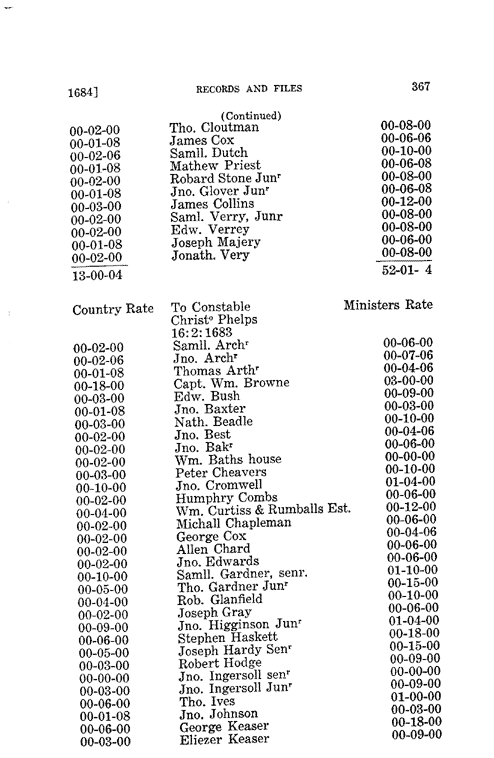 1684] RECORDS AND FILES 367
(Continued)
00-02-00 Tho. Cloutman 00-08-00
00-01-08 James Cox 00-06-06
00-02-06 Samll. Dutch 00-10-00
00-01-08 Mathew Priest 00-06-08
00-02-00 Robard Stone Junʳ 00-08-00
00-01-08 Jno. Glover Junʳ 00-06-08
00-03-00 James Collins 00-12-00
00-02-00 Saml. Verry, Junr 00-08-00
00-02-00 Edw. Verrey 00-08-00
00-01-08 Joseph Majery 00-06-00
00-02-00 Jonath. Very 00-08-00
13-00-04 52-01- 4
Country Rate To Constable Ministers Rate
Christᵒ Phelps
16:2:1683
00-02-00 Samll. Archʳ 00-06-00
00-02-06 Jno. Archʳ 00-07-06
00-01-08 Thomas Arthʳ 00-04-06
00-18-00 Capt. Wm. Browne 03-00-00
00-03-00 Edw. Bush 00-09-00
00-01-08 Jno. Baxter 00-03-00
00-03-00 Nath. Beadle 00-10-00
00-02-00 Jno. Best 00-04-06
00-02-00 Jno. Bakʳ 00-06-00
00-02-00 Wm. Baths house 00-00-00
00-03-00 Peter Cheavers 00-10-00
00-10-00 Jno. Cromwell 01-04-00
00-02-00 Humphry Combs 00-06-00
00-04-00 Wm. Curtiss & Rumballs Est. 00-12-00
00-02-00 Michall Chapleman 00-06-00
00-02-00 George Cox 00-04-06
00-02-00 Allen Chard 00-06-00
00-02-00 Jno. Edwards 00-06-00
00-10-00 Samll. Gardner, senr. 01-10-00
00-05-00 Tho. Gardner Junʳ 00-15-00
00-04-00 Rob. Glanfield 00-10-00
00-02-00 Joseph Gray 00-06-00
00-09-00 Jno. Higginson Junʳ 01-04-00
00-06-00 Stephen Haskett 00-18-00
00-05-00 Joseph Hardy Senʳ 00-15-00
00-03-00 Robert Hodge 00-09-00
00-00-00 Jno. Ingersoll senʳ 00-00-00
00-03-00 Jno. Ingersoll Junʳ 00-09-00
00-06-00 Tho. Ives 01-00-00
00-01-08 Jno. Johnson 00-03-00
00-06-00 George Keaser 00-18-00
00-03-00 Eliezer Keaser 00-09-00